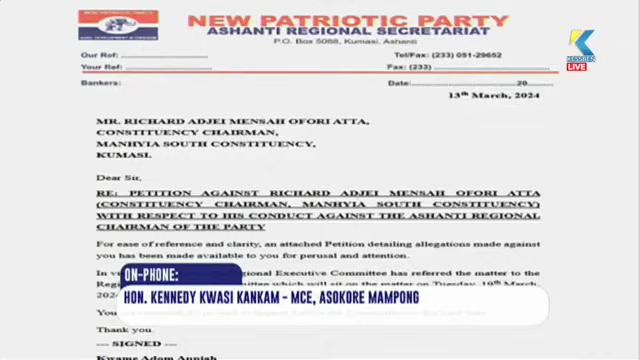 NEW PATRIOTIC PARTY
ASHANTI REGIONAL SECRETARIAT
P.O. Box 5088, Kumasi, Ashanti
Our Ref:
Tel/Fax: (233) 051-29652
Your Ref:
Fax: (233)
Bankers:
Date: 20
13th March, 2024
KESSBEN
LIVE
MR. RICHARD ADJEI MENSAH OFORI ATTA,
CONSTITUENCY CHAIRMAN,
MANHYIA SOUTH CONSTITUENCY,
KUMASI.
Dear Sir,
RE: PETITION AGAINST RICHARD ADJEI MENSAH OFORI ATTA
(CONSTITUENCY CHAIRMAN, MANHYIA SOUTH CONSTITUENCY)
WITH RESPECT TO HIS CONDUCT AGAINST THE ASHANTI REGIONAL
CHAIRMAN OF THE PARTY
For ease of reference and clarity, an attached Petition detailing allegations made against
you has been made available to you for perusal and attention.
Regional Executive Committee has referred the matter to the
which will sit on the matter on Tuesday, 19th March,
ON-PHONE:
HON. KENNEDY KWASI KANKAM - MCE, ASOKORE MAMPONG
Thank you.
--- SIGNED ---
Kwame Adom Appiah